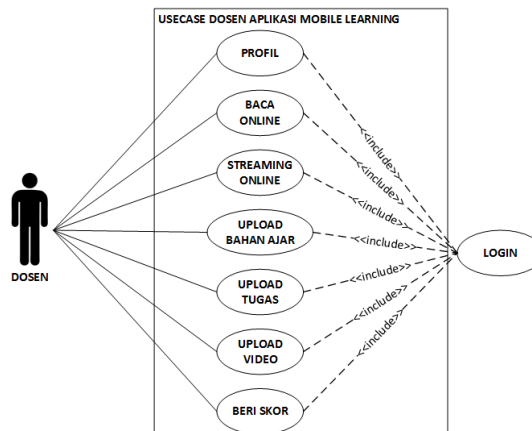 USECASE DOSEN APLIKASI MOBILE LEARNING
PROFIL
BACA
ONLINE
STREAMING
ONLINE
UPLOAD
BAHAN AJAR
UPLOAD
TUGAS
UPLOAD
VIDEO
BERI SKOR
DOSEN
<<include>>
<<include>>
<<include>>
<<include>>
<<include>>
<<include>>
<<include>>
LOGIN